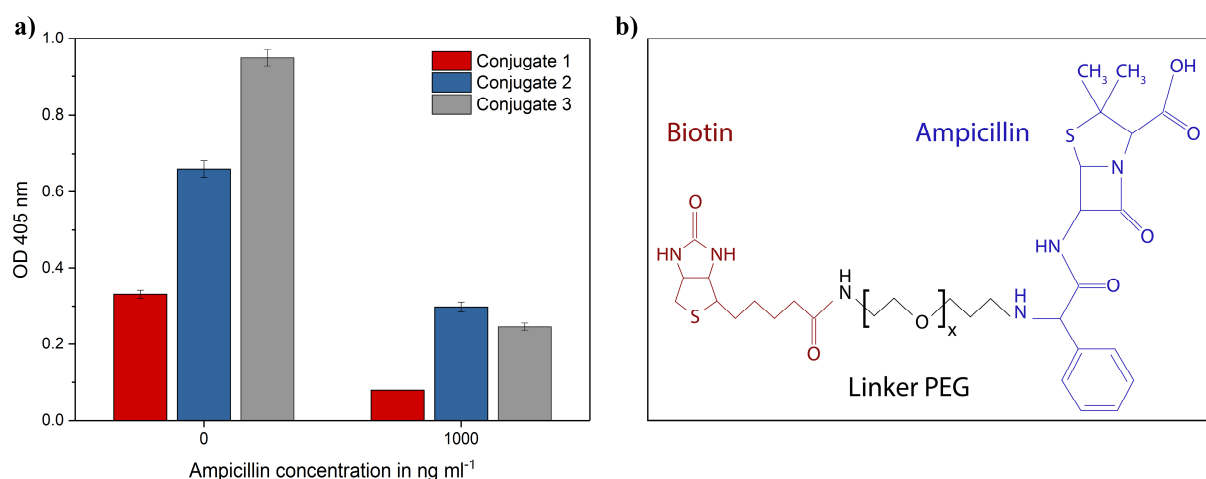 a)
1.0
0.8
0.6
0.4
0.2
0.0
OD 405 nm
Conjugate 1
Conjugate 2
Conjugate 3
0
1000
Ampicillin concentration in ng ml⁻¹
b)
Biotin
Ampicillin
Linker PEG
O
HN
NH
S
O
H
N
[
O
]x
H
N
O
HN
O
N
S
CH₃
CH₃
OH
O